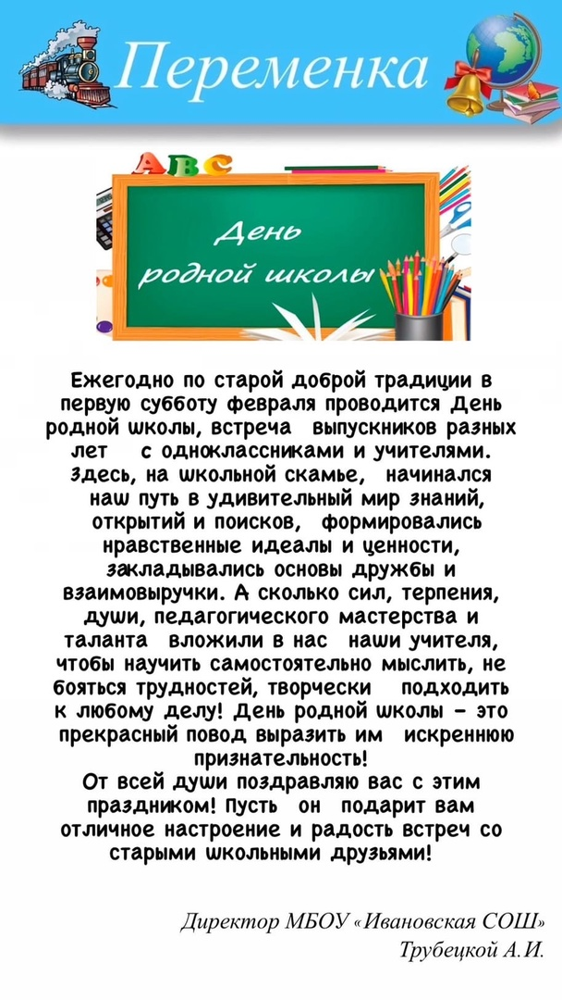 Переменка
ABC
День
родной школы
Ежегодно по старой доброй традиции в
первую субботу февраля проводится День
родной школы, встреча выпускников разных
лет с одноклассниками и учителями.
Здесь, на школьной скамье, начинался
наш путь в удивительный мир знаний,
открытий и поисков, формировались
нравственные идеалы и ценности,
закладывались основы дружбы и
взаимовыручки. А сколько сил, терпения,
души, педагогического мастерства и
таланта вложили в нас наши учителя,
чтобы научить самостоятельно мыслить, не
бояться трудностей, творчески подходить
к любому делу! День родной школы – это
прекрасный повод выразить им искреннюю
признательность!
От всей души поздравляю вас с этим
праздником! Пусть он подарит вам
отличное настроение и радость встреч со
старыми школьными друзьями!
Директор МБОУ «Ивановская СОШ»
Трубецкой А.И.